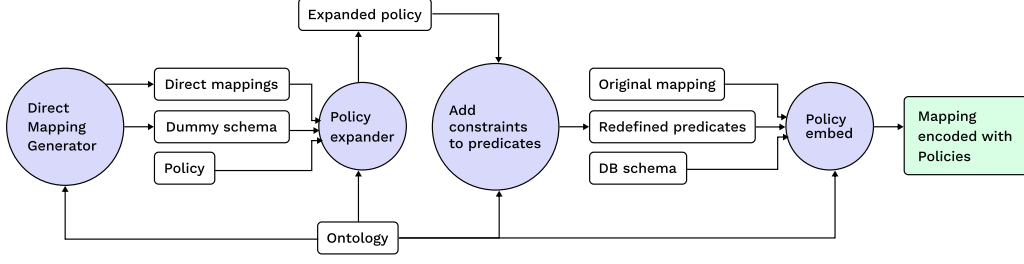 Expanded policy
Direct
Mapping
Generator
Direct mappings
Dummy schema
Policy
Policy
expander
Add
constraints
to predicates
Original mapping
Redefined predicates
DB schema
Policy
embed
Mapping
encoded with
Policies
Ontology